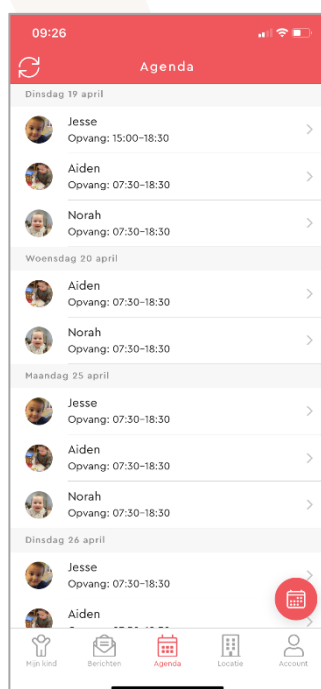 09:26
Agenda
Dinsdag 19 april
Jesse
Opvang: 15:00-18:30
Aiden
Opvang: 07:30-18:30
Norah
Opvang: 07:30-18:30
Woensdag 20 april
Aiden
Opvang: 07:30-18:30
Norah
Opvang: 07:30-18:30
Maandag 25 april
Jesse
Opvang: 07:30-18:30
Aiden
Opvang: 07:30-18:30
Norah
Opvang: 07:30-18:30
Dinsdag 26 april
Jesse
Opvang: 07:30-18:30
Aiden
Mijn kind
Berichten
Agenda
Locatie
Account